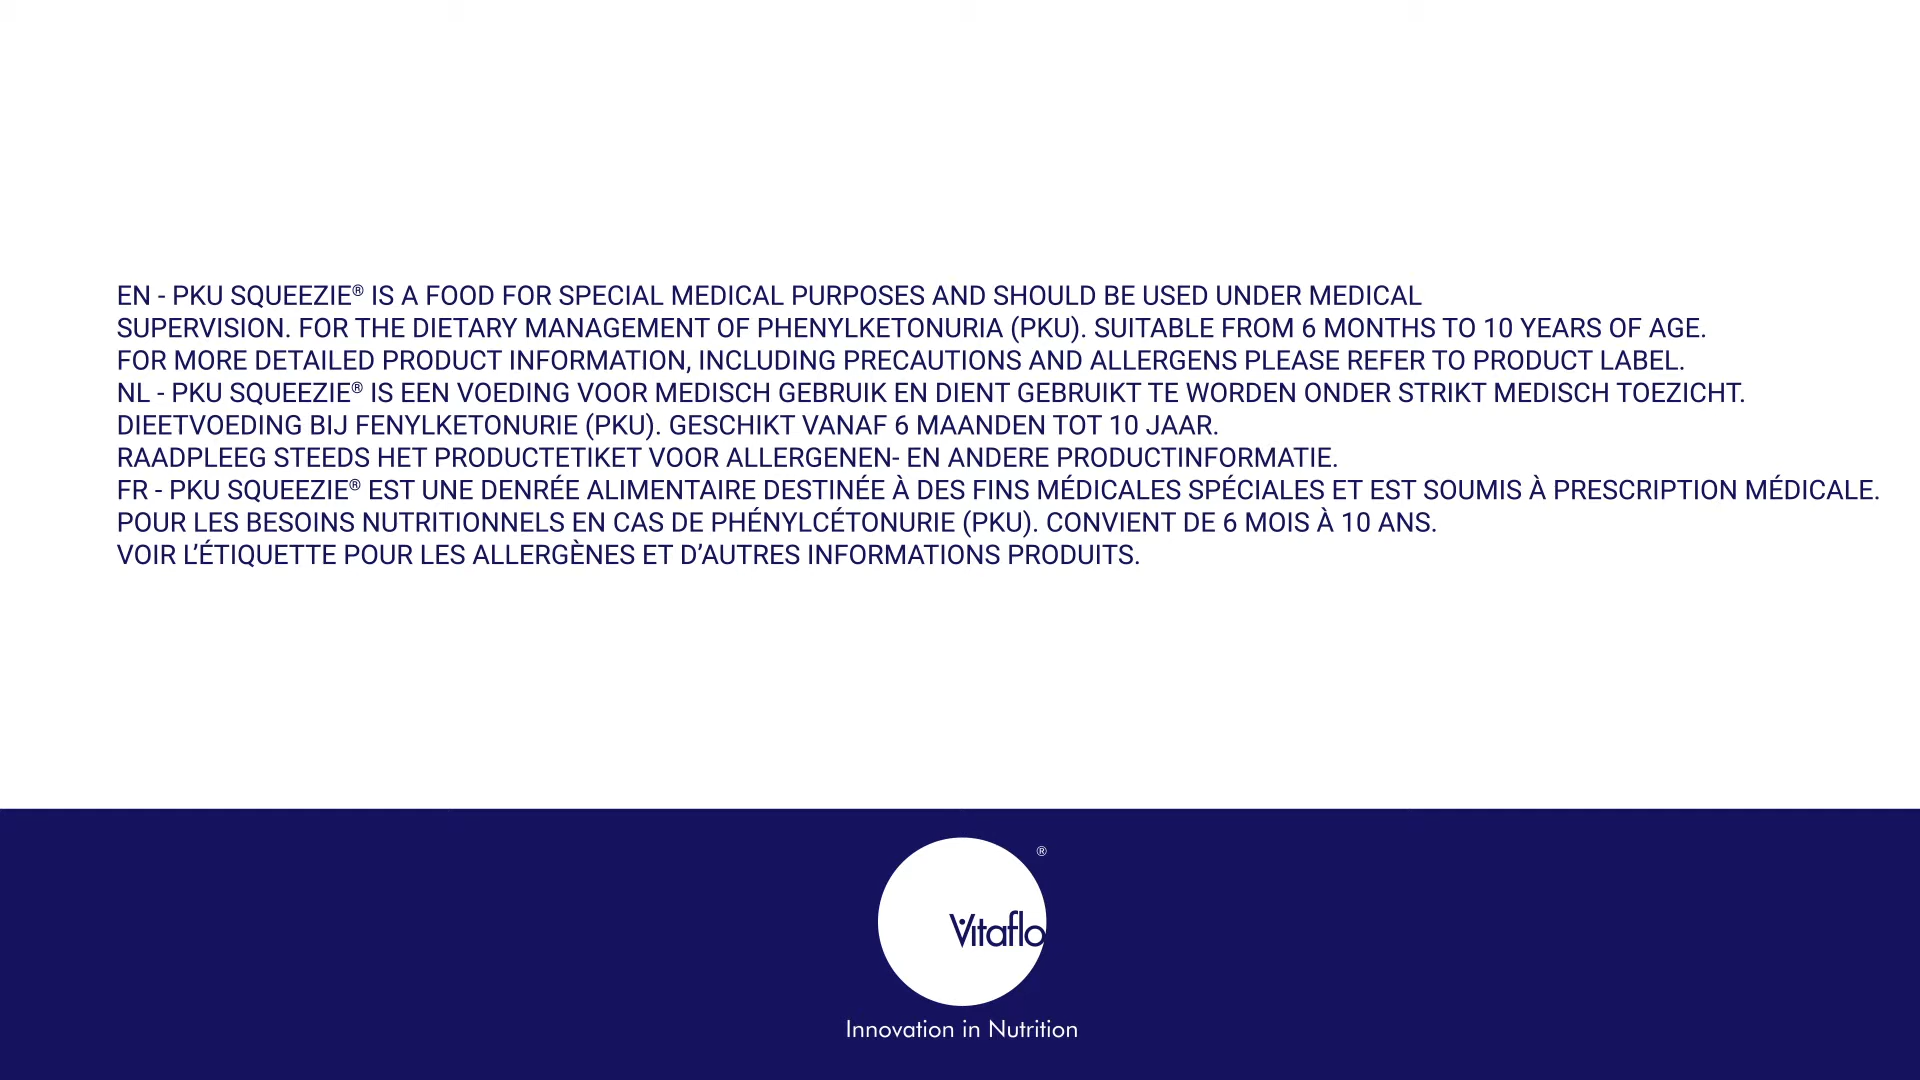 EN - PKU SQUEEZIE® IS A FOOD FOR SPECIAL MEDICAL PURPOSES AND SHOULD BE USED UNDER MEDICAL
SUPERVISION. FOR THE DIETARY MANAGEMENT OF PHENYLKETONURIA (PKU). SUITABLE FROM 6 MONTHS TO 10 YEARS OF AGE.
FOR MORE DETAILED PRODUCT INFORMATION, INCLUDING PRECAUTIONS AND ALLERGENS PLEASE REFER TO PRODUCT LABEL.
NL - PKU SQUEEZIE® IS EEN VOEDING VOOR MEDISCH GEBRUIK EN DIENT GEBRUIKT TE WORDEN ONDER STRIKT MEDISCH TOEZICHT.
DIEETVOEDING BIJ FENYLKETONURIE (PKU). GESCHIKT VANAF 6 MAANDEN TOT 10 JAAR.
RAADPLEEG STEEDS HET PRODUCTETIKET VOOR ALLERGENEN- EN ANDERE PRODUCTINFORMATIE.
FR - PKU SQUEEZIE® EST UNE DENRÉE ALIMENTAIRE DESTINÉE À DES FINS MÉDICALES SPÉCIALES ET EST SOUMIS À PRESCRIPTION MÉDICALE.
POUR LES BESOINS NUTRITIONNELS EN CAS DE PHÉNYLCÉTONURIE (PKU). CONVIENT DE 6 MOIS À 10 ANS.
VOIR L’ÉTIQUETTE POUR LES ALLERGÈNES ET D’AUTRES INFORMATIONS PRODUITS.
Vitaflo®
Innovation in Nutrition